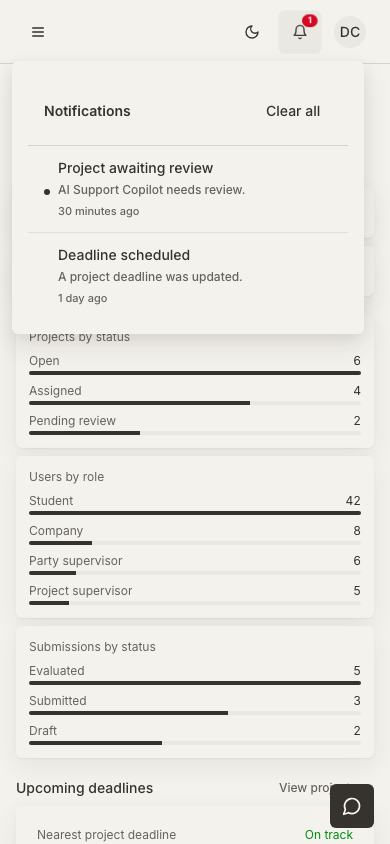 1
DC
Notifications
Clear all
Project awaiting review
AI Support Copilot needs review.
30 minutes ago
Deadline scheduled
A project deadline was updated.
1 day ago
Projects by status
Open 6
Assigned 4
Pending review 2
Users by role
Student 42
Company 8
Party supervisor 6
Project supervisor 5
Submissions by status
Evaluated 5
Submitted 3
Draft 2
Upcoming deadlines
View
Nearest project deadline
On track